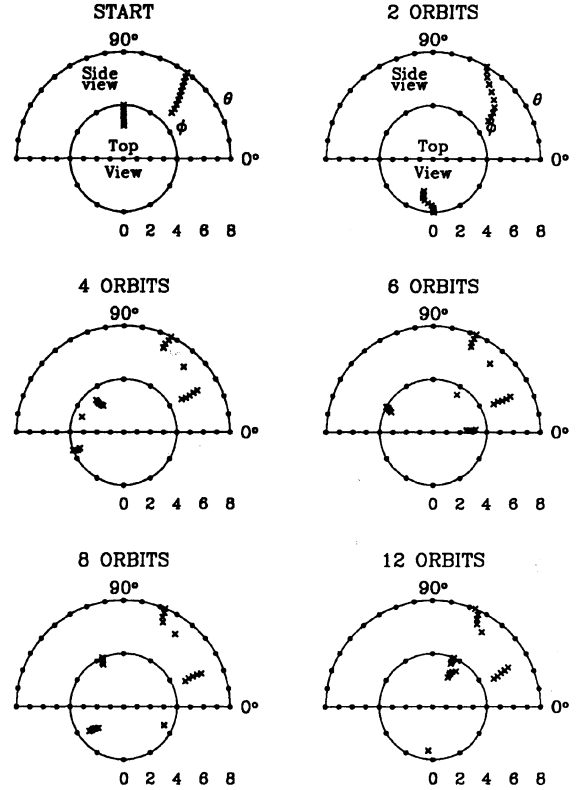 START
90°
Side
view
θ
ϕ
Top
View
0°
0 2 4 6 8
2 ORBITS
90°
Side
view
θ
ϕ
Top
View
0°
0 2 4 6 8
4 ORBITS
90°
0°
0 2 4 6 8
6 ORBITS
90°
0°
0 2 4 6 8
8 ORBITS
90°
0°
0 2 4 6 8
12 ORBITS
90°
0°
0 2 4 6 8